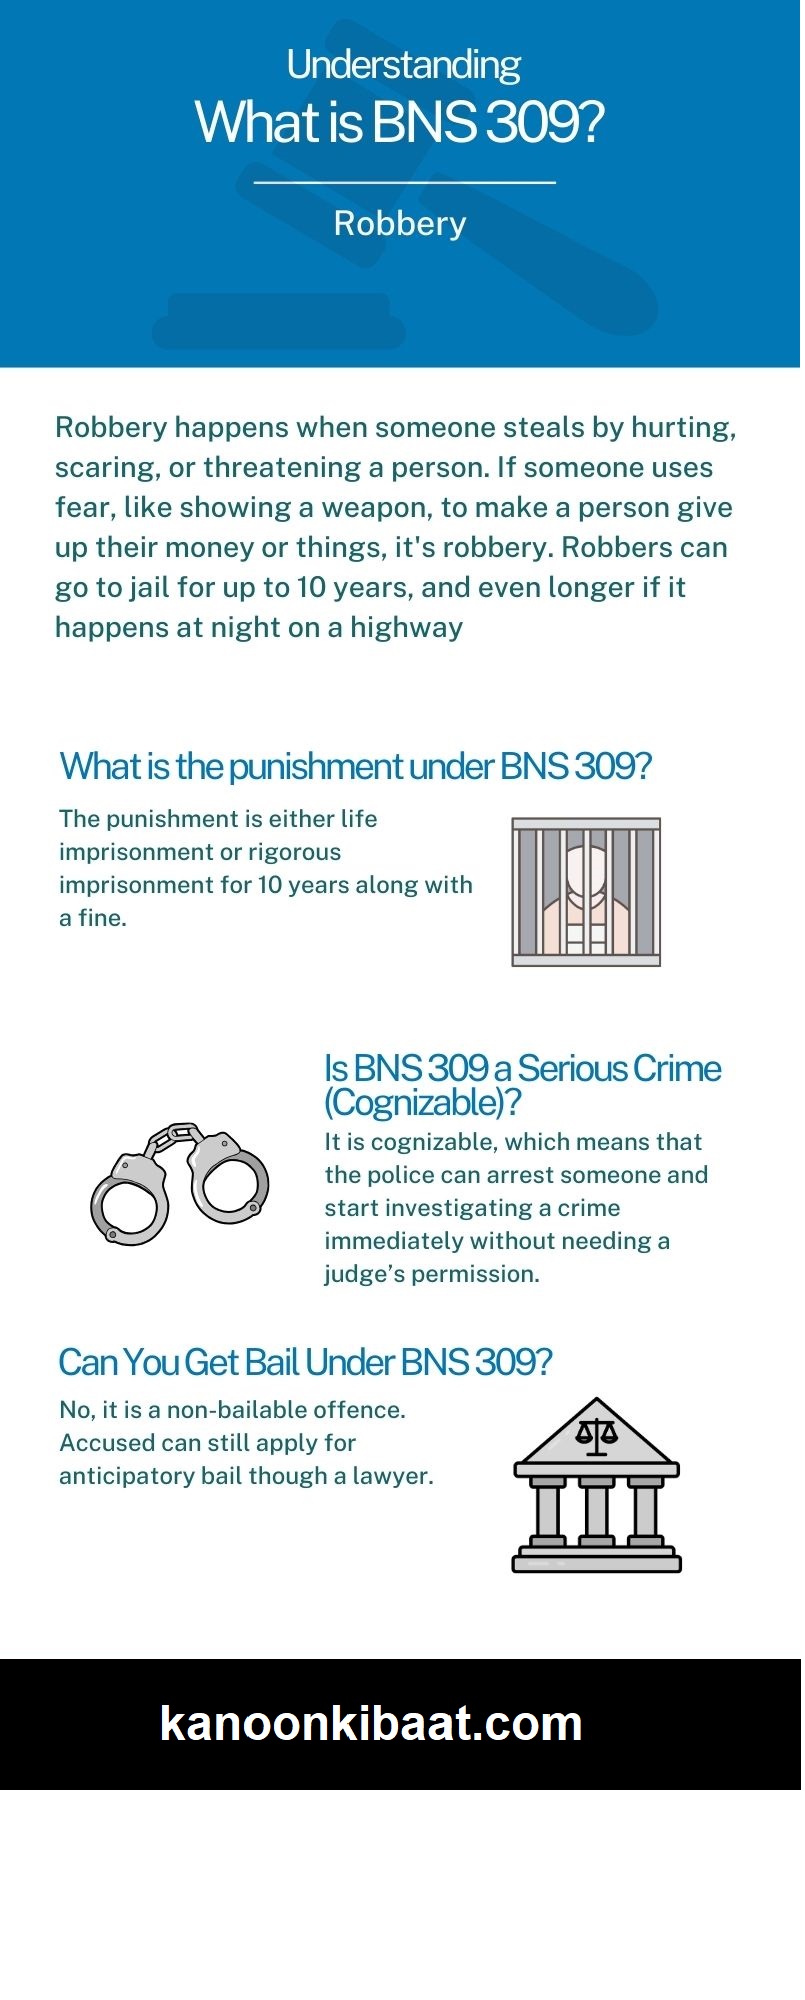 Understanding
What is BNS 309?
Robbery
Robbery happens when someone steals by hurting,
scaring, or threatening a person. If someone uses
fear, like showing a weapon, to make a person give
up their money or things, it's robbery. Robbers can
go to jail for up to 10 years, and even longer if it
happens at night on a highway
What is the punishment under BNS 309?
The punishment is either life
imprisonment or rigorous
imprisonment for 10 years along with
a fine.
Is BNS 309 a Serious Crime
(Cognizable)?
It is cognizable, which means that
the police can arrest someone and
start investigating a crime
immediately without needing a
judge’s permission.
Can You Get Bail Under BNS 309?
No, it is a non-bailable offence.
Accused can still apply for
anticipatory bail though a lawyer.
kanoonkibaat.com